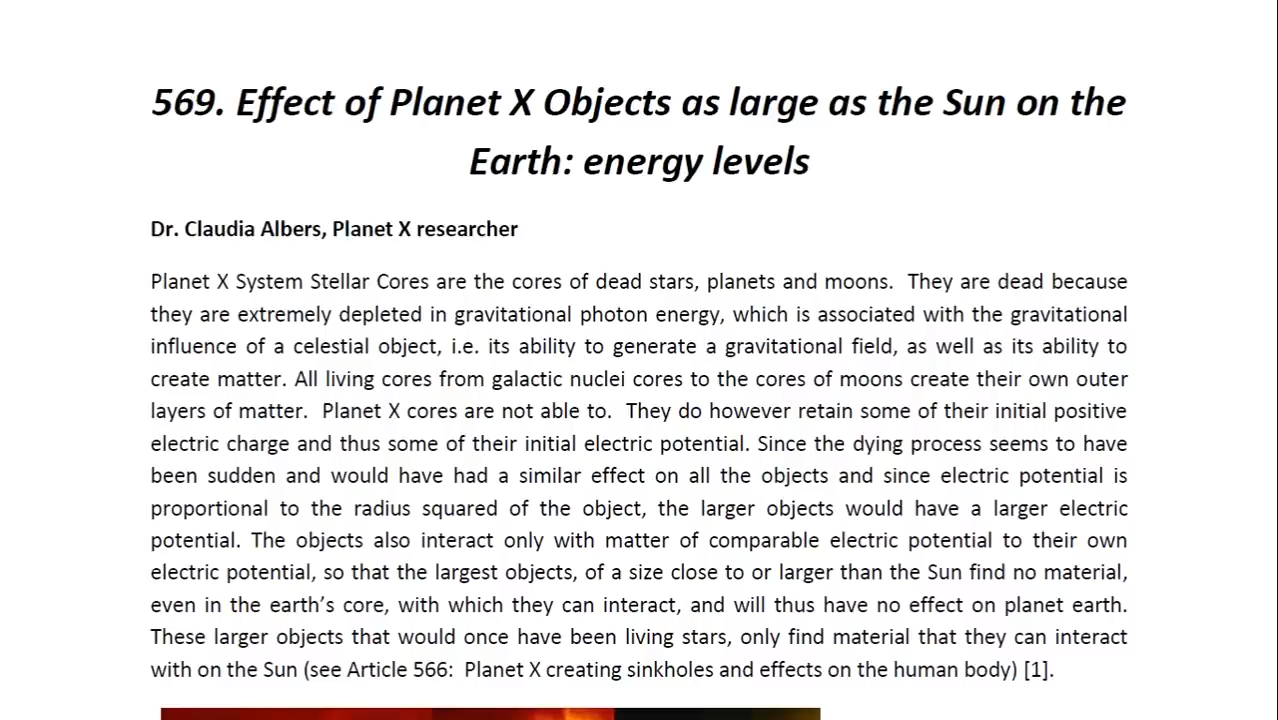 569. Effect of Planet X Objects as large as the Sun on the
Earth: energy levels
Dr. Claudia Albers, Planet X researcher
Planet X System Stellar Cores are the cores of dead stars, planets and moons.  They are dead because
they are extremely depleted in gravitational photon energy, which is associated with the gravitational
influence of a celestial object, i.e. its ability to generate a gravitational field, as well as its ability to
create matter. All living cores from galactic nuclei cores to the cores of moons create their own outer
layers of matter.  Planet X cores are not able to.  They do however retain some of their initial positive
electric charge and thus some of their initial electric potential. Since the dying process seems to have
been sudden and would have had a similar effect on all the objects and since electric potential is
proportional to the radius squared of the object, the larger objects would have a larger electric
potential. The objects also interact only with matter of comparable electric potential to their own
electric potential, so that the largest objects, of a size close to or larger than the Sun find no material,
even in the earth’s core, with which they can interact, and will thus have no effect on planet earth.
These larger objects that would once have been living stars, only find material that they can interact
with on the Sun (see Article 566:  Planet X creating sinkholes and effects on the human body) [1].